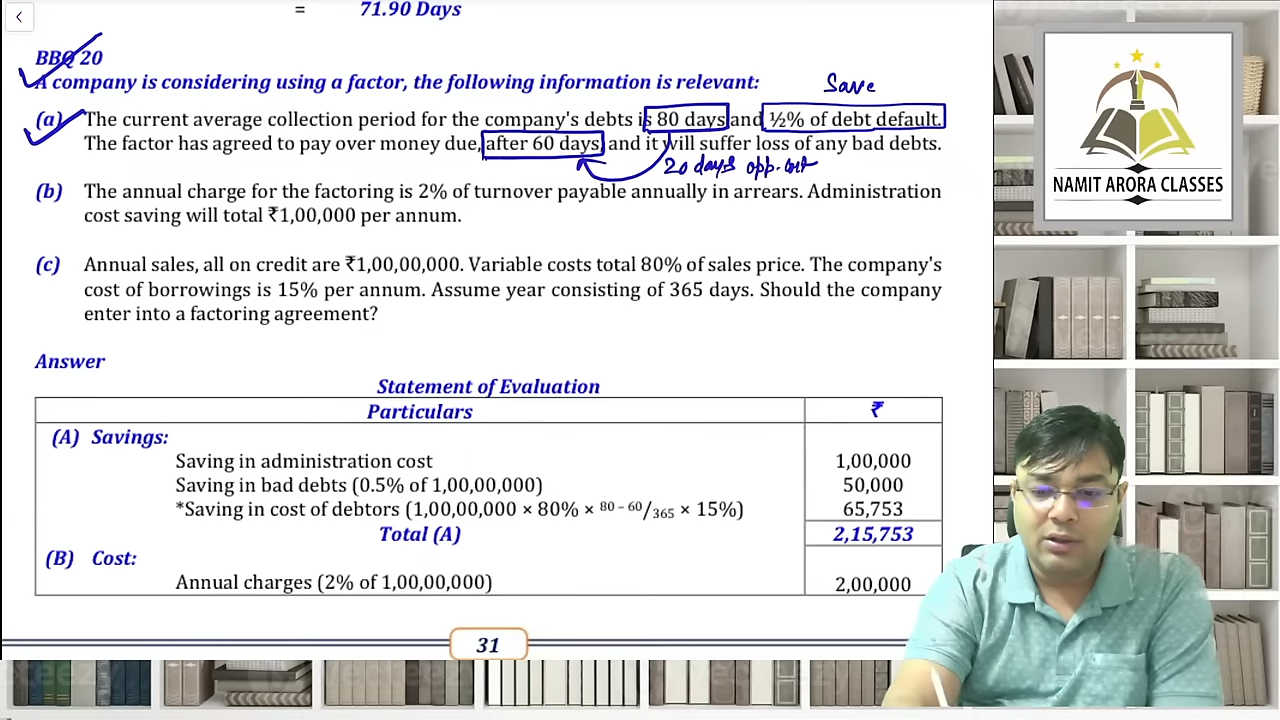 = 71.90 Days
BBQ 20
A company is considering using a factor, the following information is relevant:
Save
(a) The current average collection period for the company's debts is 80 days and ½% of debt default.
The factor has agreed to pay over money due, after 60 days, and it will suffer loss of any bad debts.
20 days opp. cost
(b) The annual charge for the factoring is 2% of turnover payable annually in arrears. Administration
cost saving will total ₹1,00,000 per annum.
(c) Annual sales, all on credit are ₹1,00,00,000. Variable costs total 80% of sales price. The company's
cost of borrowings is 15% per annum. Assume year consisting of 365 days. Should the company
enter into a factoring agreement?
Answer
Statement of Evaluation
Particulars ₹
(A) Savings:
Saving in administration cost 1,00,000
Saving in bad debts (0.5% of 1,00,00,000) 50,000
*Saving in cost of debtors (1,00,00,000 × 80% × 80 – 60/365 × 15%) 65,753
Total (A) 2,15,753
(B) Cost:
Annual charges (2% of 1,00,00,000) 2,00,000
31
NAMIT ARORA CLASSES